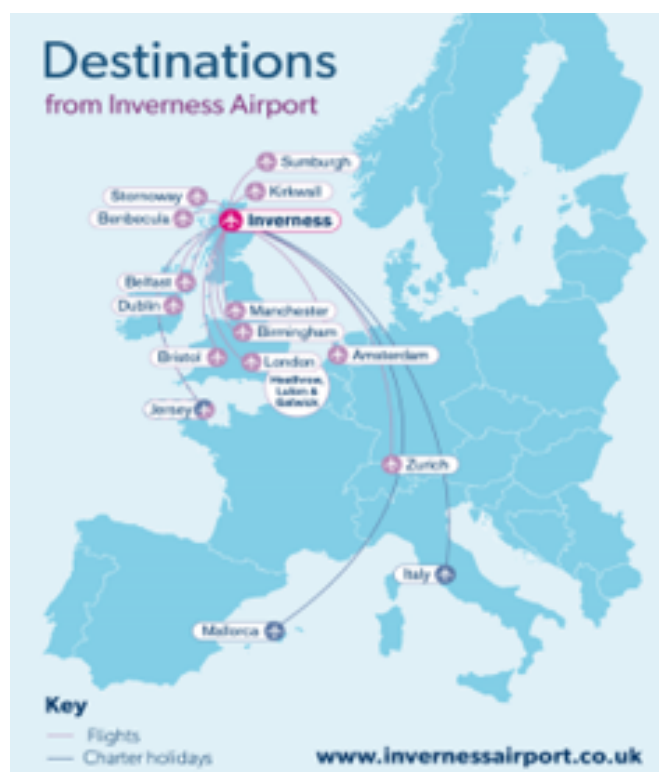 Destinations
from Inverness Airport
Sumburgh
Stornoway
Kirkwall
Benbecula
Inverness
Belfast
Dublin
Manchester
Birmingham
Bristol
London
Amsterdam
Heathrow,
Luton &
Gatwick
Jersey
Zurich
Italy
Mallorca
Key
Flights
Charter holidays
www.invernessairport.co.uk